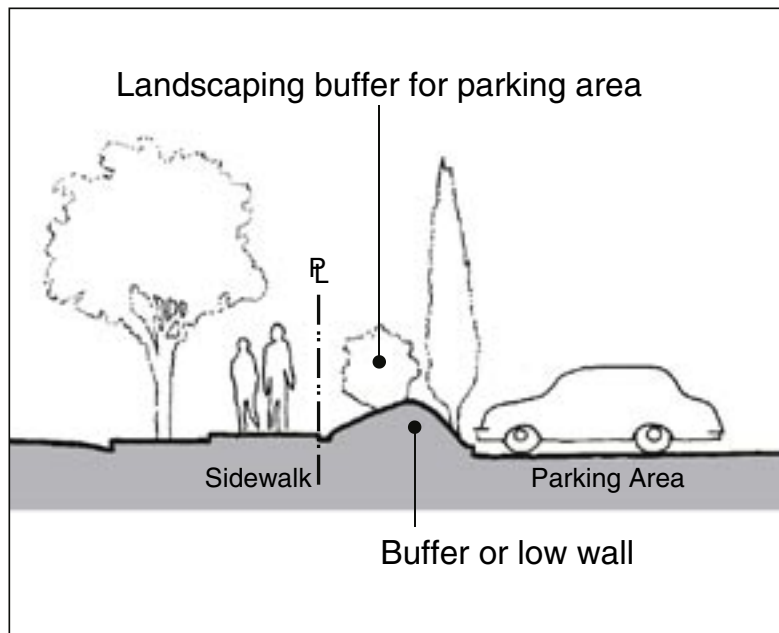 Landscaping buffer for parking area
PL
Sidewalk
Parking Area
Buffer or low wall